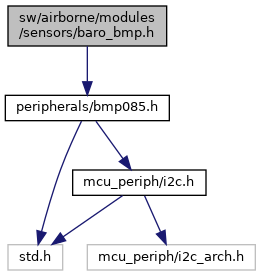 sw/airborne/modules
/sensors/baro_bmp.h
peripherals/bmp085.h
mcu_periph/i2c.h
std.h
mcu_periph/i2c_arch.h